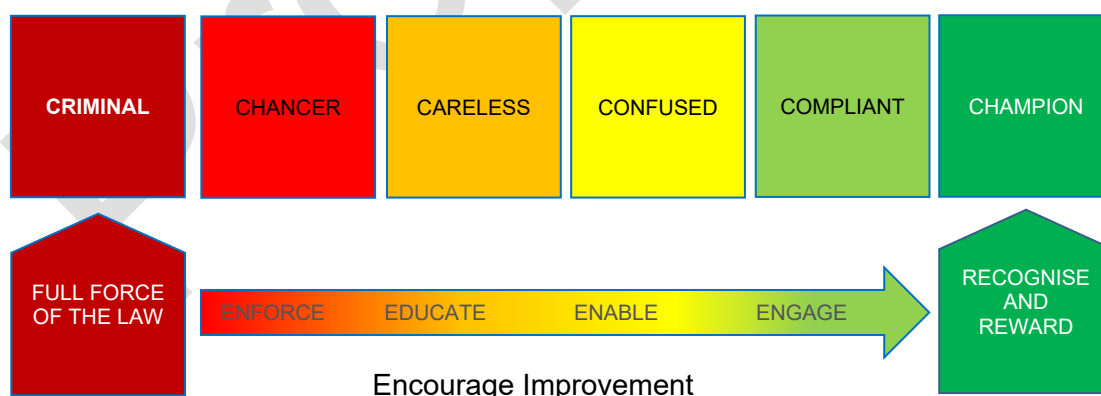 CRIMINAL
CHANCER
CARELESS
CONFUSED
COMPLIANT
CHAMPION
FULL FORCE
OF THE LAW
ENFORCE
EDUCATE
ENABLE
ENGAGE
RECOGNISE
AND
REWARD
Encourage Improvement